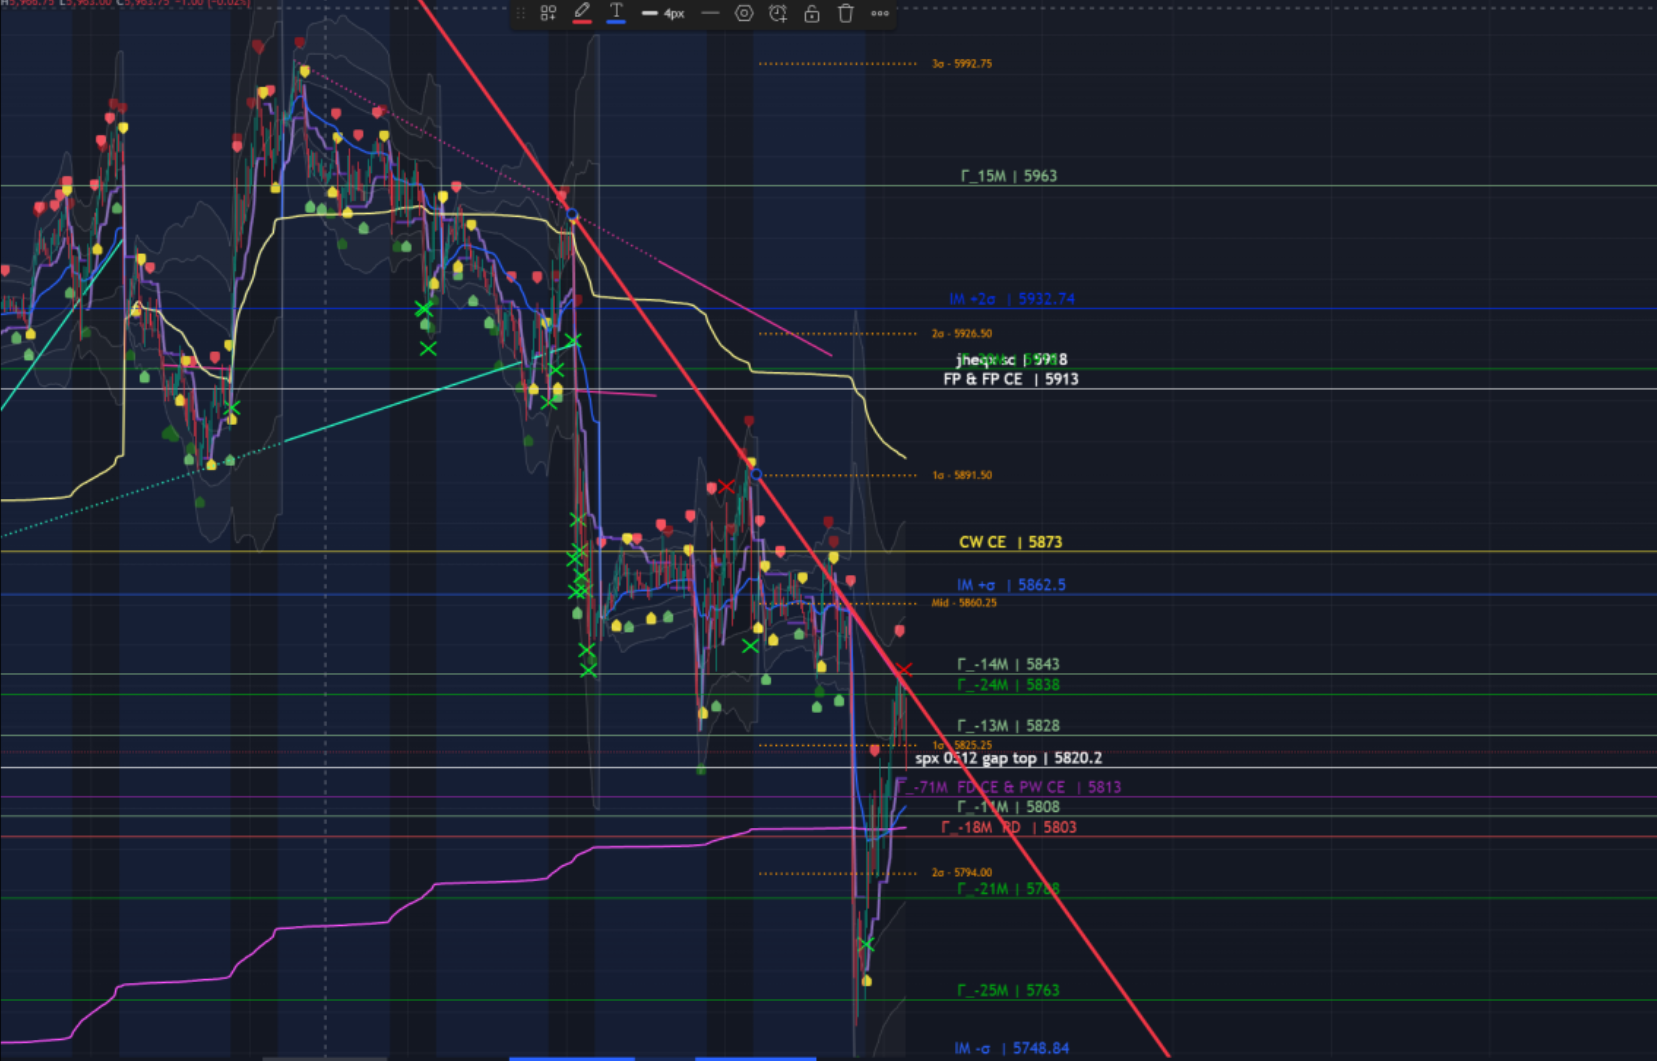 4px
3σ - 5992.75
Γ_15M | 5963
IM +2σ | 5932.74
2σ - 5926.50
jheqx sc | 5918
FP & FP CE | 5913
1σ - 5891.50
CW CE | 5873
IM +σ | 5862.5
Mid - 5860.25
Γ_-14M | 5843
Γ_-24M | 5838
Γ_-13M | 5828
1σ - 5825.25
spx 0512 gap top | 5820.2
Γ_-71M FD CE & PW CE | 5813
Γ_-11M | 5808
Γ_-18M RD | 5803
2σ - 5794.00
Γ_-21M | 5788
Γ_-25M | 5763
IM -σ | 5748.84